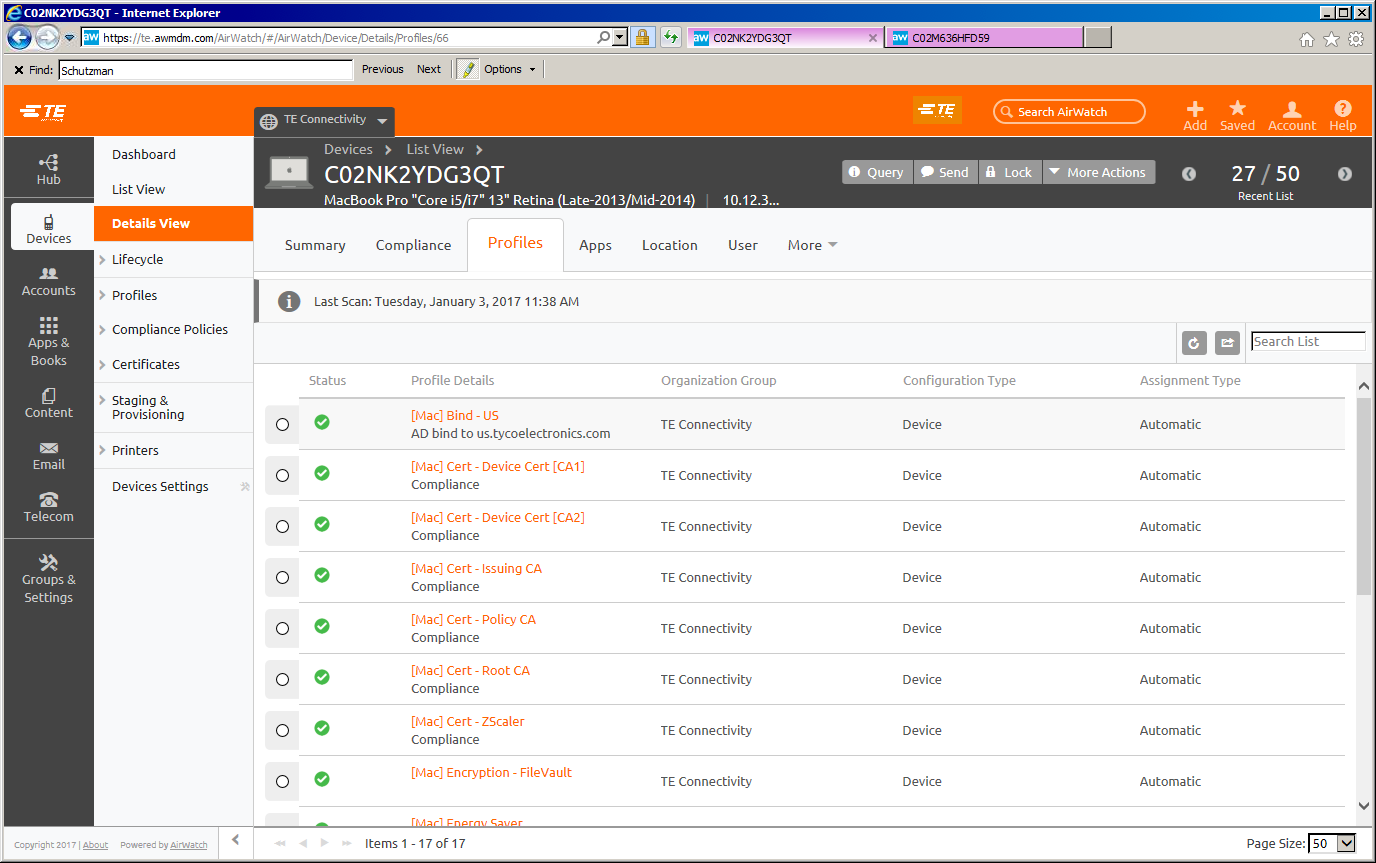 C02NK2YDG3QT - Internet Explorer
https://te.awmdm.com/AirWatch/#/AirWatch/Device/Details/Profiles/66
aw C02NK2YDG3QT
aw C02M636HFD59
Find: Schutzman Previous Next Options
TE
TE Connectivity
TE
Search AirWatch
Add Saved Account Help
Hub
Devices
Accounts
Apps &
Books
Content
Email
Telecom
Groups &
Settings
Dashboard
List View
Details View
Lifecycle
Profiles
Compliance Policies
Certificates
Staging &
Provisioning
Printers
Devices Settings
Devices List View
C02NK2YDG3QT
MacBook Pro "Core i5/i7" 13" Retina (Late-2013/Mid-2014) | 10.12.3...
Query Send Lock More Actions
27 / 50
Recent List
Summary Compliance Profiles Apps Location User More
Last Scan: Tuesday, January 3, 2017 11:38 AM
Search List
Status Profile Details Organization Group Configuration Type Assignment Type
[Mac] Bind - US
AD bind to us.tycoelectronics.com
TE Connectivity Device Automatic
[Mac] Cert - Device Cert [CA1]
Compliance
TE Connectivity Device Automatic
[Mac] Cert - Device Cert [CA2]
Compliance
TE Connectivity Device Automatic
[Mac] Cert - Issuing CA
Compliance
TE Connectivity Device Automatic
[Mac] Cert - Policy CA
Compliance
TE Connectivity Device Automatic
[Mac] Cert - Root CA
Compliance
TE Connectivity Device Automatic
[Mac] Cert - ZScaler
Compliance
TE Connectivity Device Automatic
[Mac] Encryption - FileVault
TE Connectivity Device Automatic
[Mac] Energy Saver
Copyright 2017 | About Powered by AirWatch
Items 1 - 17 of 17
Page Size: 50